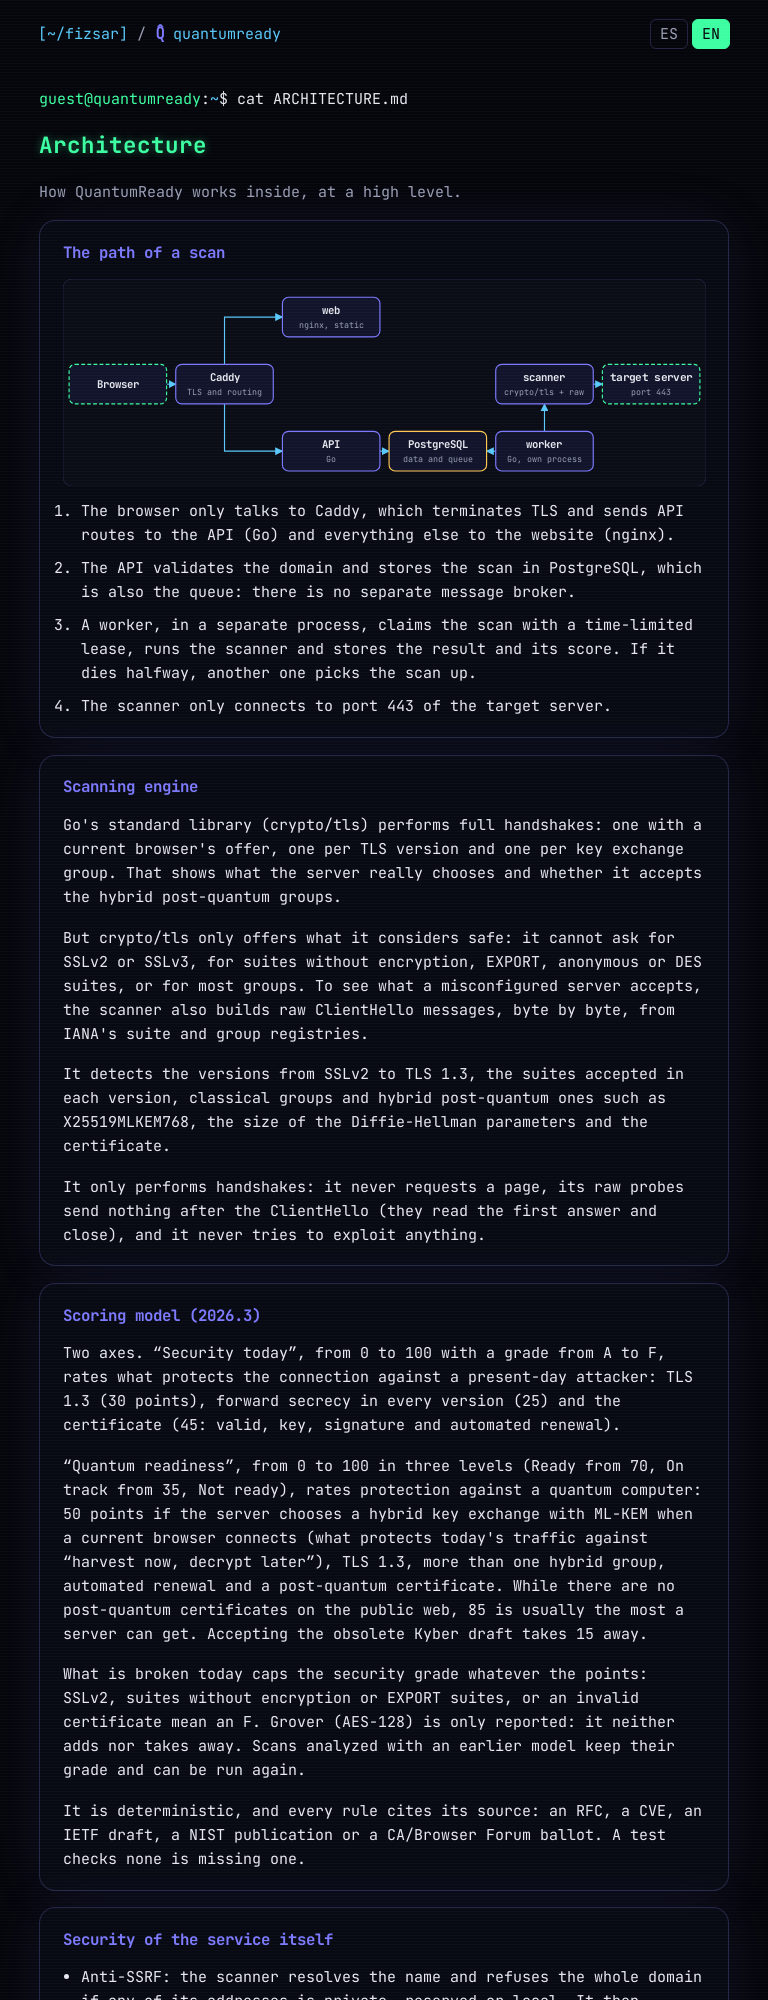 [~/fizsar] / Q quantumready
ES EN
guest@quantumready:~$ cat ARCHITECTURE.md
Architecture
How QuantumReady works inside, at a high level.
The path of a scan
web
nginx, static
Browser
Caddy
TLS and routing
scanner
crypto/tls + raw
target server
port 443
API
Go
PostgreSQL
data and queue
worker
Go, own process
1. The browser only talks to Caddy, which terminates TLS and sends API
routes to the API (Go) and everything else to the website (nginx).
2. The API validates the domain and stores the scan in PostgreSQL, which
is also the queue: there is no separate message broker.
3. A worker, in a separate process, claims the scan with a time-limited
lease, runs the scanner and stores the result and its score. If it
dies halfway, another one picks the scan up.
4. The scanner only connects to port 443 of the target server.
Scanning engine
Go's standard library (crypto/tls) performs full handshakes: one with a
current browser's offer, one per TLS version and one per key exchange
group. That shows what the server really chooses and whether it accepts
the hybrid post-quantum groups.
But crypto/tls only offers what it considers safe: it cannot ask for
SSLv2 or SSLv3, for suites without encryption, EXPORT, anonymous or DES
suites, or for most groups. To see what a misconfigured server accepts,
the scanner also builds raw ClientHello messages, byte by byte, from
IANA's suite and group registries.
It detects the versions from SSLv2 to TLS 1.3, the suites accepted in
each version, classical groups and hybrid post-quantum ones such as
X25519MLKEM768, the size of the Diffie-Hellman parameters and the
certificate.
It only performs handshakes: it never requests a page, its raw probes
send nothing after the ClientHello (they read the first answer and
close), and it never tries to exploit anything.
Scoring model (2026.3)
Two axes. “Security today”, from 0 to 100 with a grade from A to F,
rates what protects the connection against a present-day attacker: TLS
1.3 (30 points), forward secrecy in every version (25) and the
certificate (45: valid, key, signature and automated renewal).
“Quantum readiness”, from 0 to 100 in three levels (Ready from 70, On
track from 35, Not ready), rates protection against a quantum computer:
50 points if the server chooses a hybrid key exchange with ML-KEM when
a current browser connects (what protects today's traffic against
“harvest now, decrypt later”), TLS 1.3, more than one hybrid group,
automated renewal and a post-quantum certificate. While there are no
post-quantum certificates on the public web, 85 is usually the most a
server can get. Accepting the obsolete Kyber draft takes 15 away.
What is broken today caps the security grade whatever the points:
SSLv2, suites without encryption or EXPORT suites, or an invalid
certificate mean an F. Grover (AES-128) is only reported: it neither
adds nor takes away. Scans analyzed with an earlier model keep their
grade and can be run again.
It is deterministic, and every rule cites its source: an RFC, a CVE, an
IETF draft, a NIST publication or a CA/Browser Forum ballot. A test
checks none is missing one.
Security of the service itself
• Anti-SSRF: the scanner resolves the name and refuses the whole domain
if any of its addresses is private, reserved or local. It then